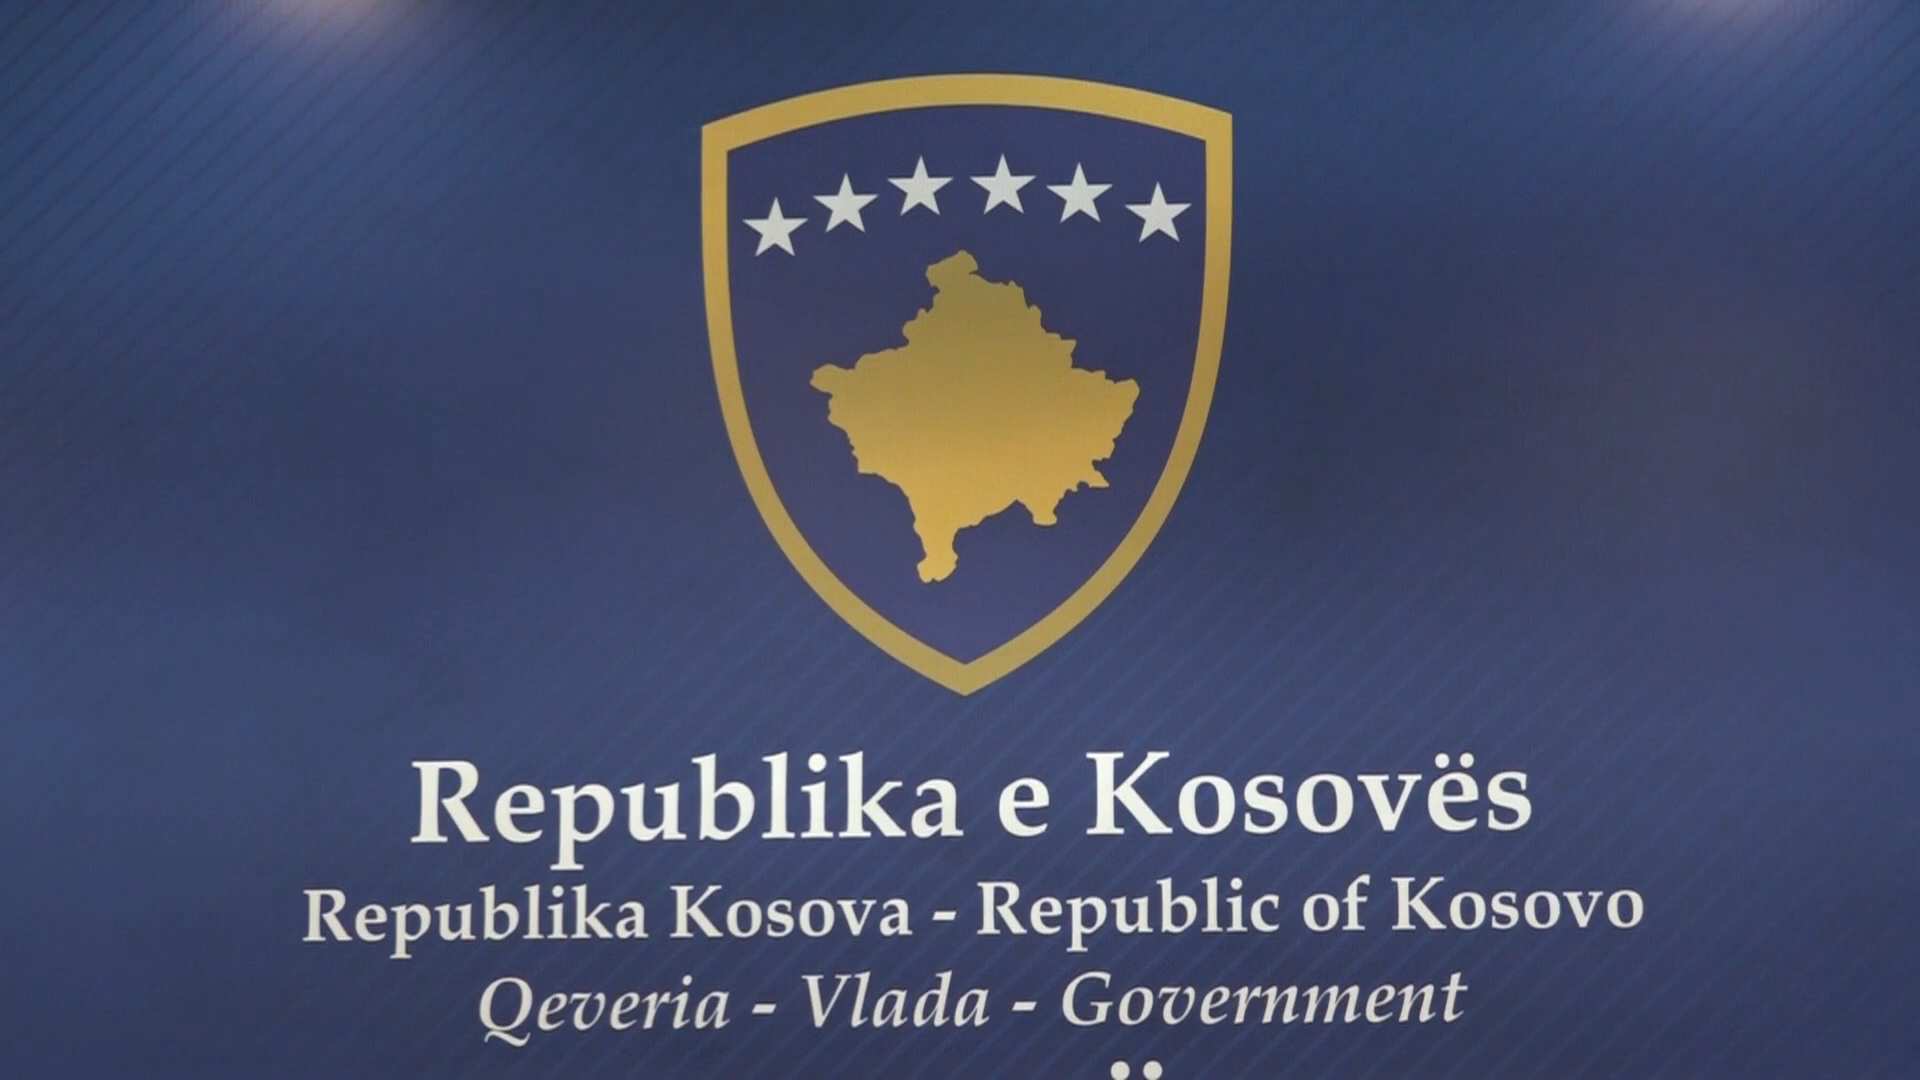 Republika e Kosovës
Republika Kosova - Republic of Kosovo
Qeveria - Vlada - Government